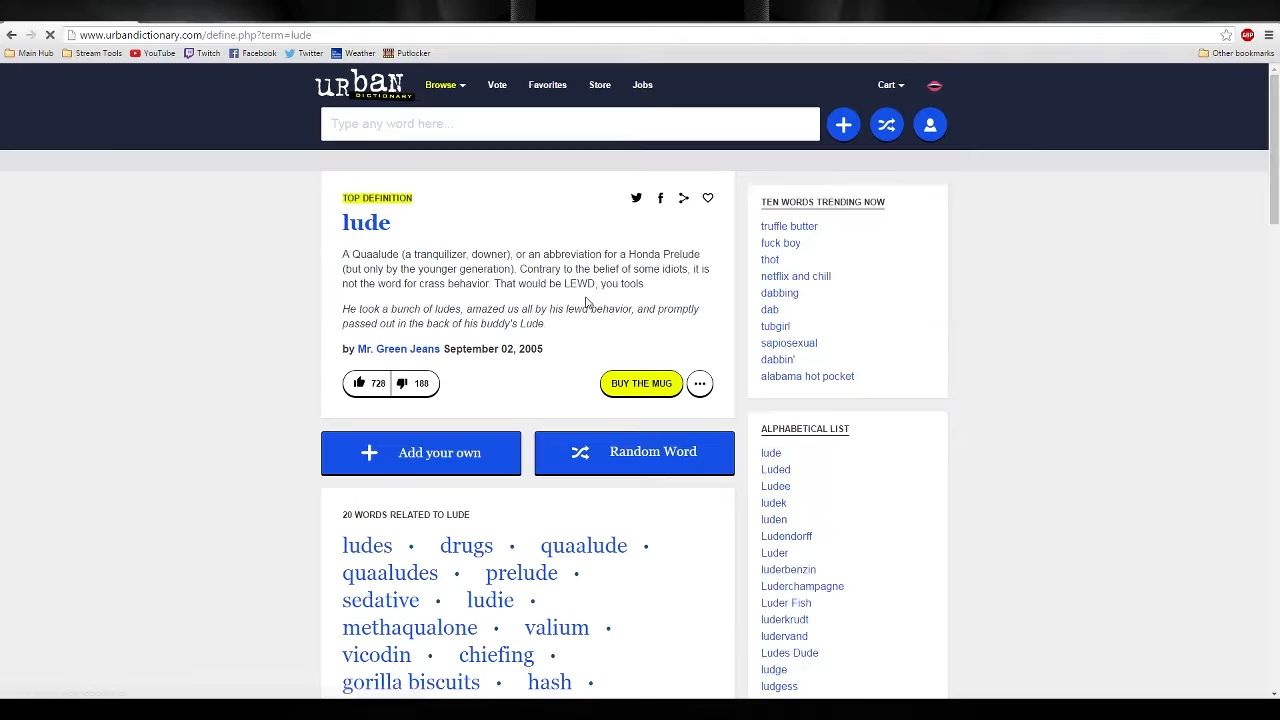 www.urbandictionary.com/define.php?term=lude
ABP
Main Hub Stream Tools YouTube Twitch Facebook Twitter Weather Putlocker Other bookmarks
urban DICTIONARY Browse Vote Favorites Store Jobs Cart
Type any word here...
TOP DEFINITION
lude
A Quaalude (a tranquilizer, downer), or an abbreviation for a Honda Prelude
(but only by the younger generation). Contrary to the belief of some idiots, it is
not the word for crass behavior. That would be LEWD, you tools.
He took a bunch of ludes, amazed us all by his lewd behavior, and promptly
passed out in the back of his buddy's Lude.
by Mr. Green Jeans September 02, 2005
728 188 BUY THE MUG
Add your own Random Word
20 WORDS RELATED TO LUDE
ludes • drugs • quaalude •
quaaludes • prelude •
sedative • ludie •
methaqualone • valium •
vicodin • chiefing •
gorilla biscuits • hash •
TEN WORDS TRENDING NOW
truffle butter
fuck boy
thot
netflix and chill
dabbing
dab
tubgirl
sapiosexual
dabbin'
alabama hot pocket
ALPHABETICAL LIST
lude
Luded
Ludee
ludek
luden
Ludendorff
Luder
luderbenzin
Luderchampagne
Luder Fish
luderkrudt
ludervand
Ludes Dude
ludge
ludgess